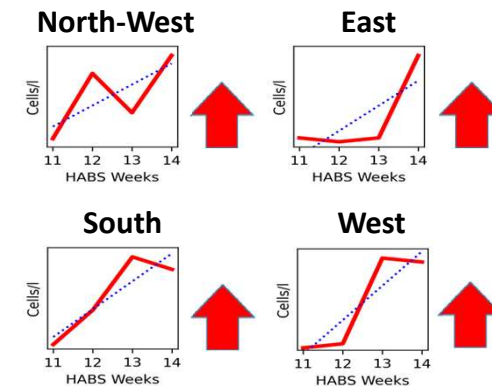 North-West
Cells/l
11 12 13 14
HABS Weeks
East
Cells/l
11 12 13 14
HABS Weeks
South
Cells/l
11 12 13 14
HABS Weeks
West
Cells/l
11 12 13 14
HABS Weeks